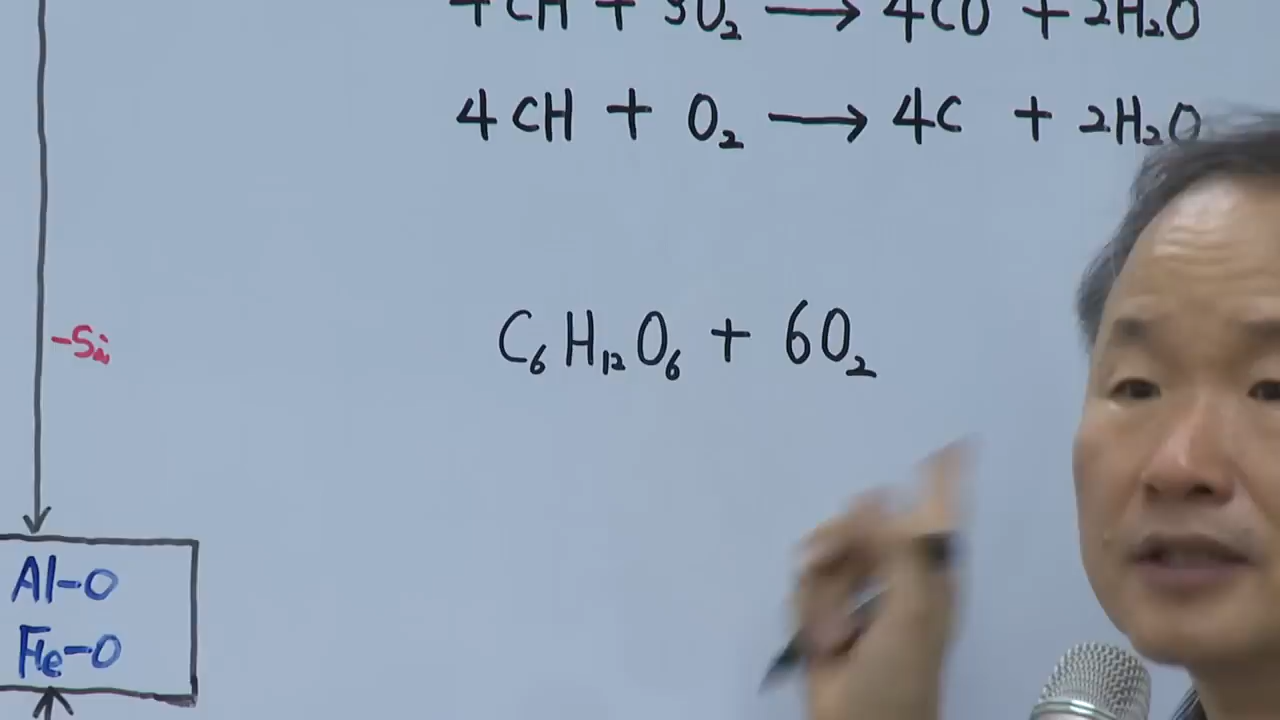 4CH + 3O₂ → 4CO + 2H₂O
4CH + O₂ → 4C + 2H₂O
-Si
C₆H₁₂O₆ + 6O₂
Al-O
Fe-O